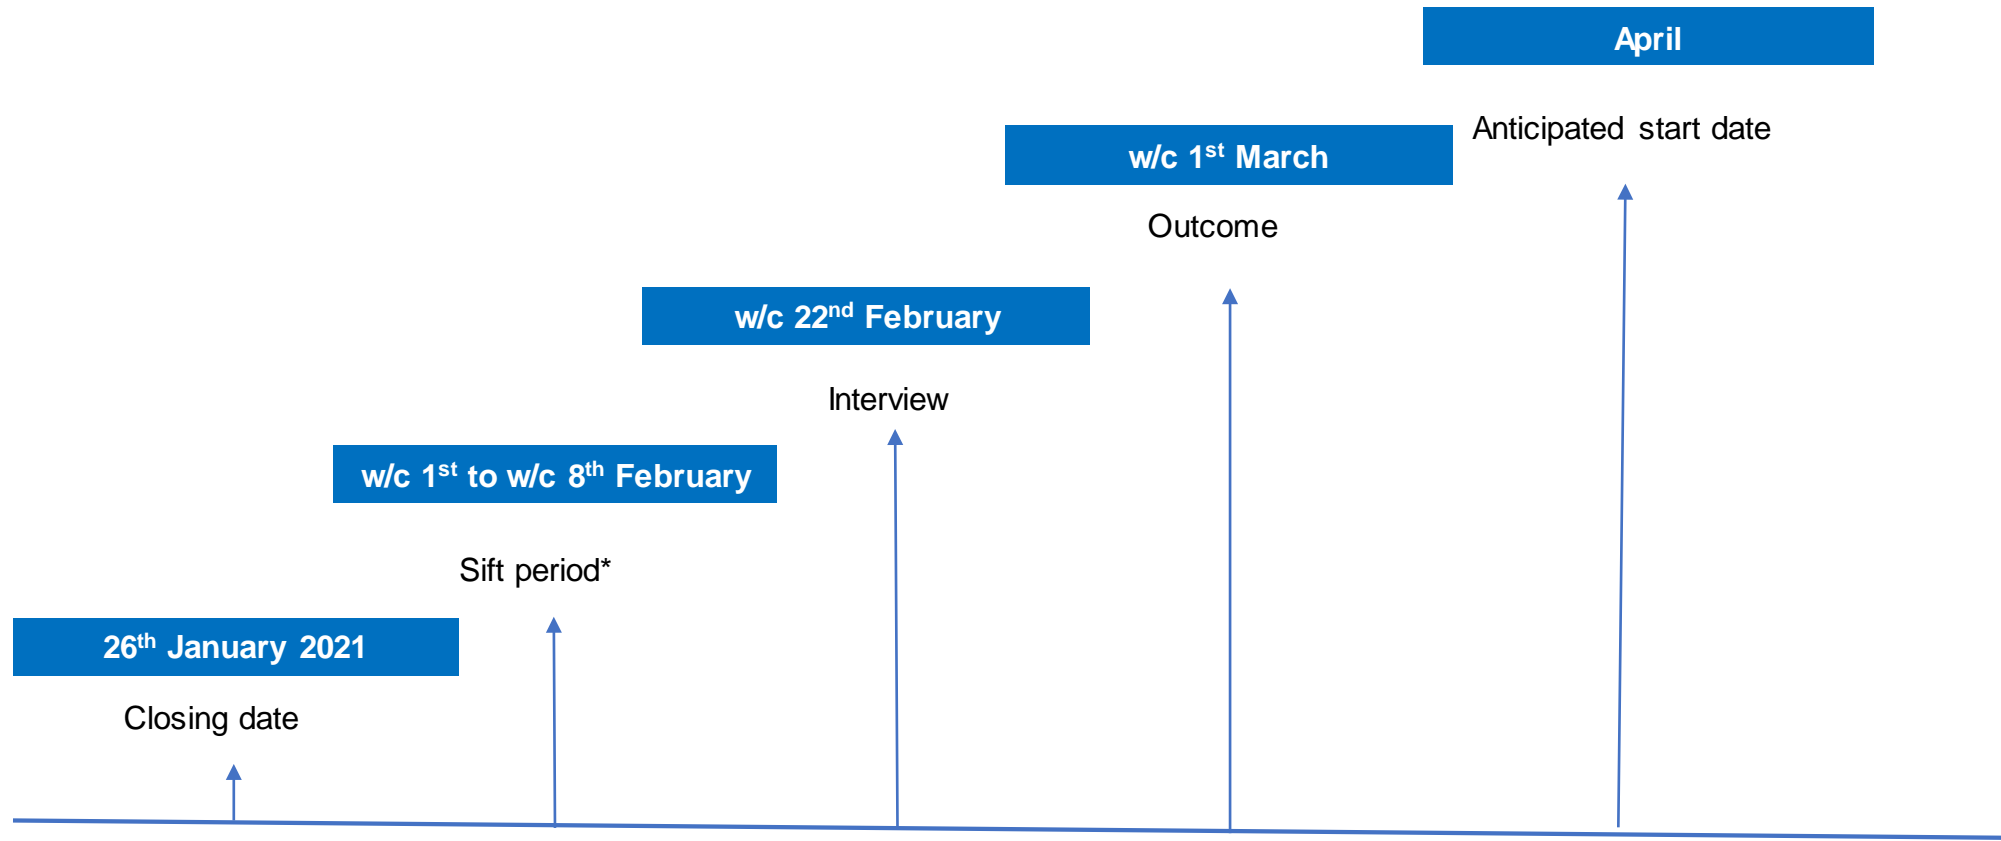 26th January 2021
Closing date
w/c 1st to w/c 8th February
Sift period*
w/c 22nd February
Interview
w/c 1st March
Outcome
April
Anticipated start date